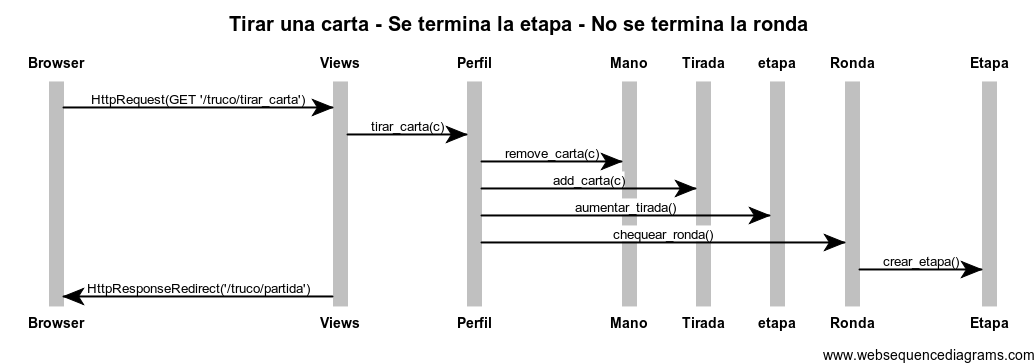 Tirar una carta - Se termina la etapa - No se termina la ronda
Browser Views Perfil Mano Tirada etapa Ronda Etapa
HttpRequest(GET '/truco/tirar_carta')
tirar_carta(c)
remove_carta(c)
add_carta(c)
aumentar_tirada()
chequear_ronda()
crear_etapa()
HttpResponseRedirect('/truco/partida')
Browser Views Perfil Mano Tirada etapa Ronda Etapa
www.websequencediagrams.com